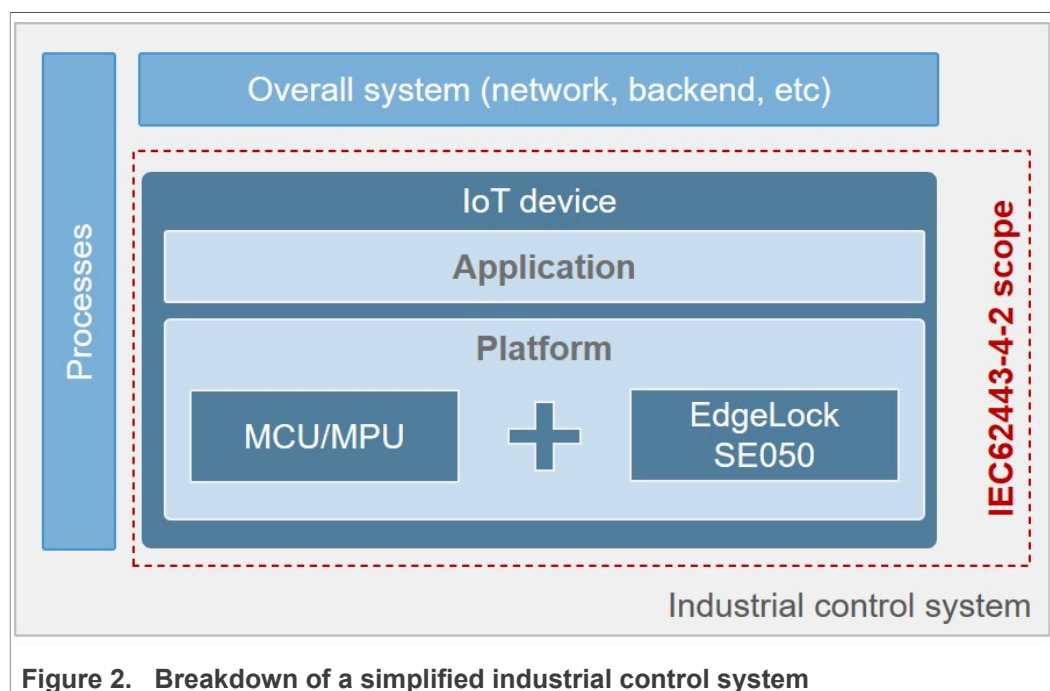 Processes
Overall system (network, backend, etc)
IoT device
Application
Platform
MCU/MPU
EdgeLock
SE050
IEC62443-4-2 scope
Industrial control system
Figure 2. Breakdown of a simplified industrial control system